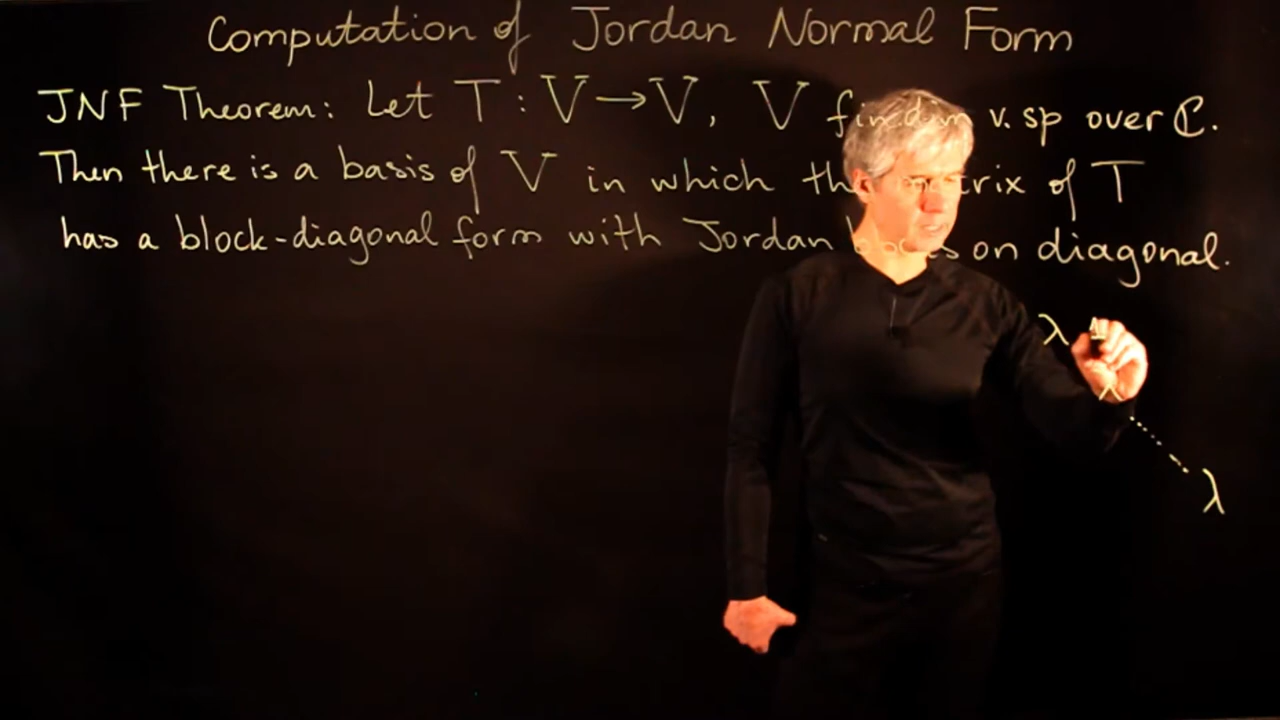 Computation of Jordan Normal Form
JNF Theorem: Let T : V → V, V fin.dim v. sp over ℂ.
Then there is a basis of V in which the matrix of T
has a block-diagonal form with Jordan blocks on diagonal.
λ 1
λ
λ